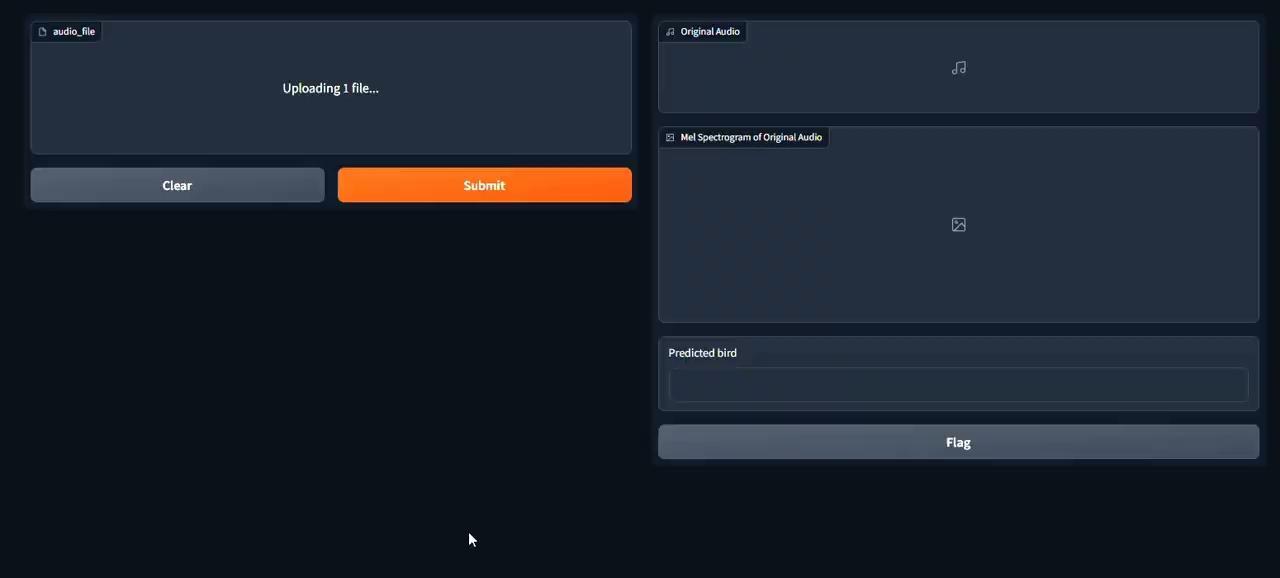 audio_file
Uploading 1 file...
Clear
Submit
Original Audio
Mel Spectrogram of Original Audio
Predicted bird
Flag